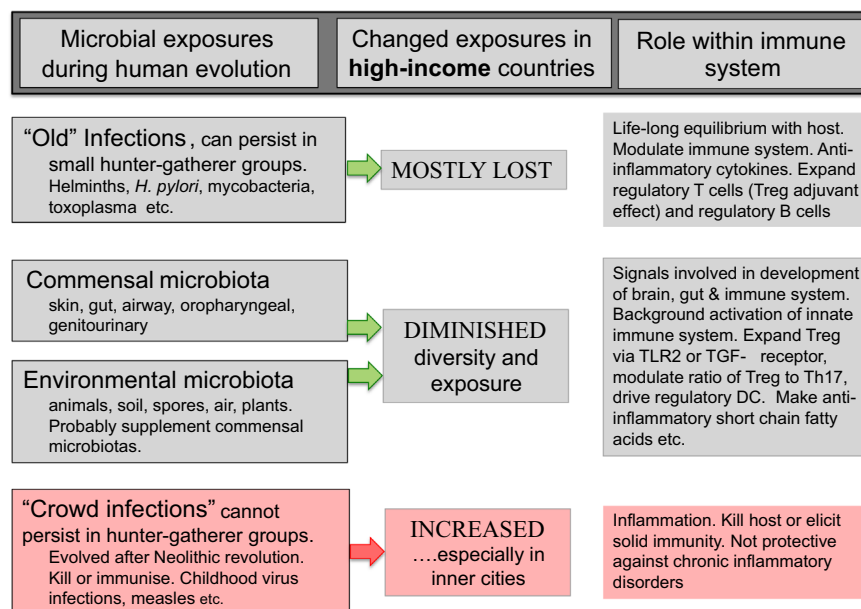 Microbial exposures
during human evolution
Changed exposures in
high-income countries
Role within immune
system
“Old” Infections, can persist in
small hunter-gatherer groups.
Helminths, H. pylori, mycobacteria,
toxoplasma etc.
MOSTLY LOST
Life-long equilibrium with host.
Modulate immune system. Anti-
inflammatory cytokines. Expand
regulatory T cells (Treg adjuvant
effect) and regulatory B cells
Commensal microbiota
skin, gut, airway, oropharyngeal,
genitourinary
Environmental microbiota
animals, soil, spores, air, plants.
Probably supplement commensal
microbiotas.
DIMINISHED
diversity and
exposure
Signals involved in development
of brain, gut & immune system.
Background activation of innate
immune system. Expand Treg
via TLR2 or TGF- receptor,
modulate ratio of Treg to Th17,
drive regulatory DC. Make anti-
inflammatory short chain fatty
acids etc.
“Crowd infections” cannot
persist in hunter-gatherer groups.
Evolved after Neolithic revolution.
Kill or immunise. Childhood virus
infections, measles etc.
INCREASED
....especially in
inner cities
Inflammation. Kill host or elicit
solid immunity. Not protective
against chronic inflammatory
disorders